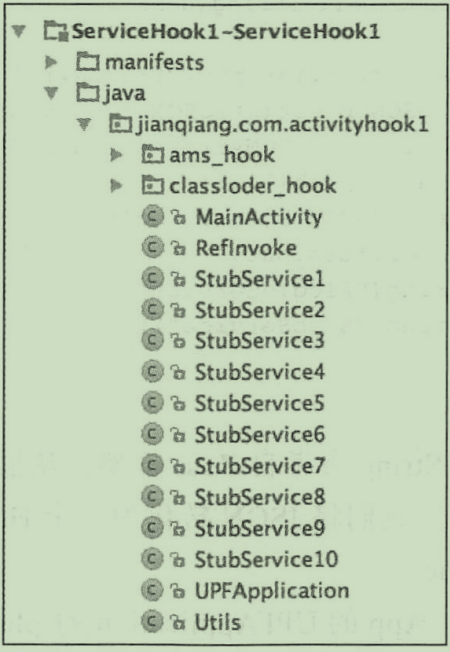 ServiceHook1~ServiceHook1
manifests
java
jianqiang.com.activityhook1
ams_hook
classloder_hook
MainActivity
RefInvoke
StubService1
StubService2
StubService3
StubService4
StubService5
StubService6
StubService7
StubService8
StubService9
StubService10
UPFApplication
Utils